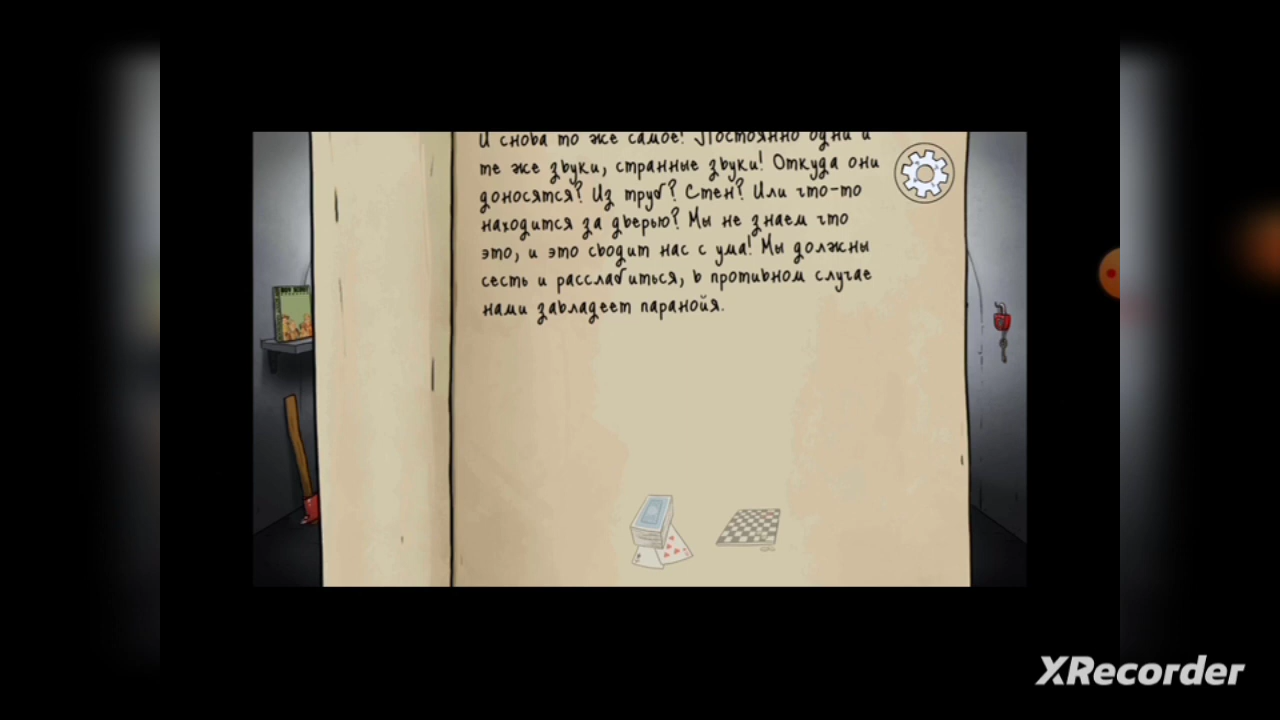 И снова то же самое! Постоянно одни и
те же звуки, странные звуки! Откуда они
доносятся? Из труб? Стен? Или что-то
находится за дверью? Мы не знаем что
это, и это сводит нас с ума! Мы должны
сесть и расслабиться, в противном случае
нами завладеет паранойя.
BOY SCOUT
XRecorder